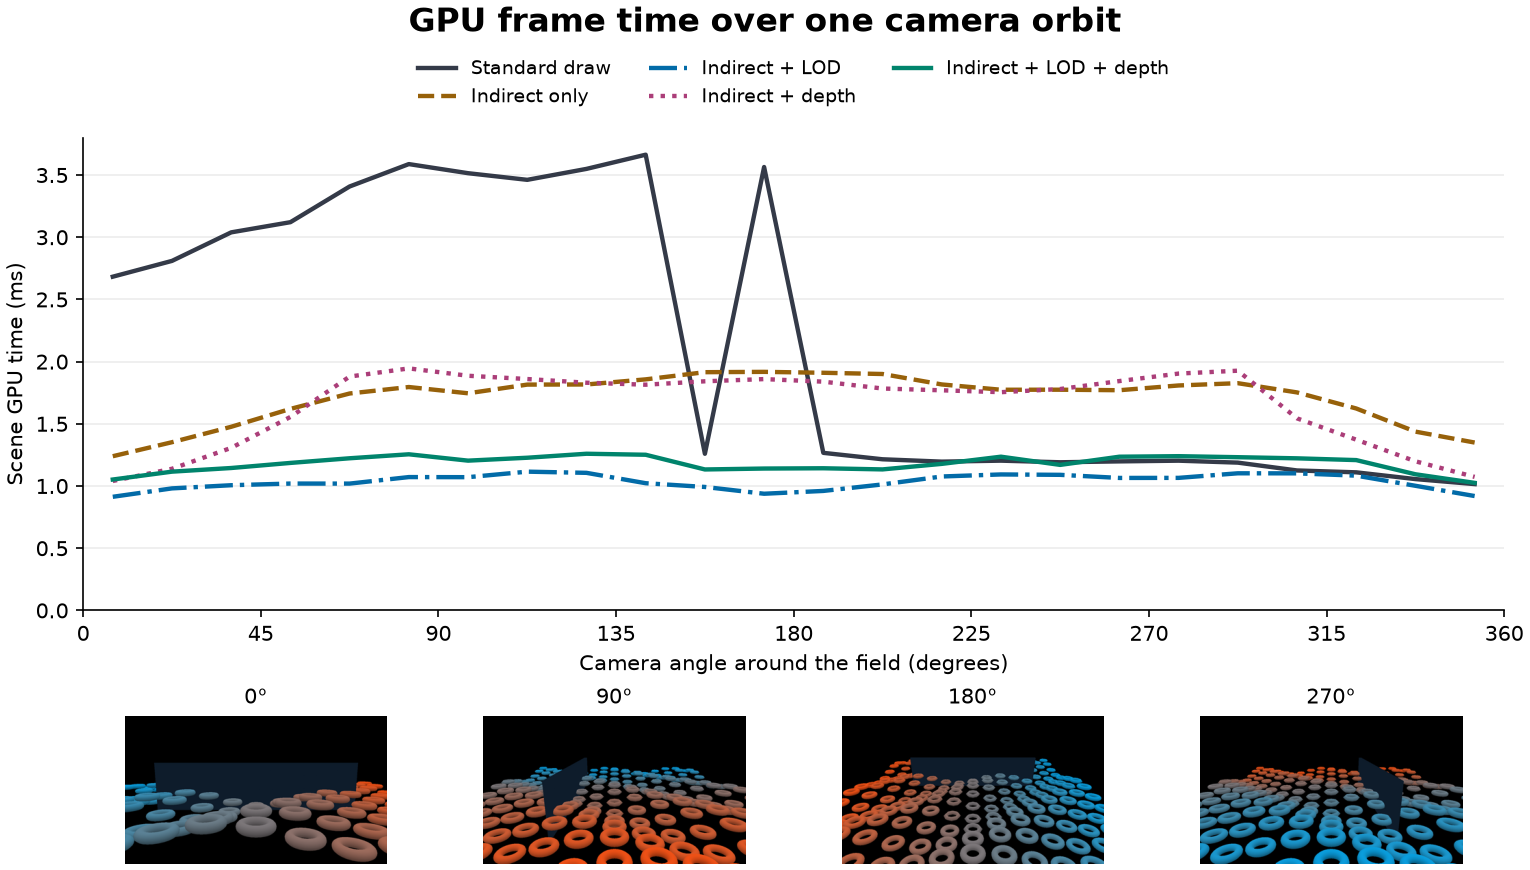 GPU frame time over one camera orbit
Standard draw
Indirect + LOD
Indirect + LOD + depth
Indirect only
Indirect + depth
Scene GPU time (ms)
3.5
3.0
2.5
2.0
1.5
1.0
0.5
0.0
0 45 90 135 180 225 270 315 360
Camera angle around the field (degrees)
0° 90° 180° 270°